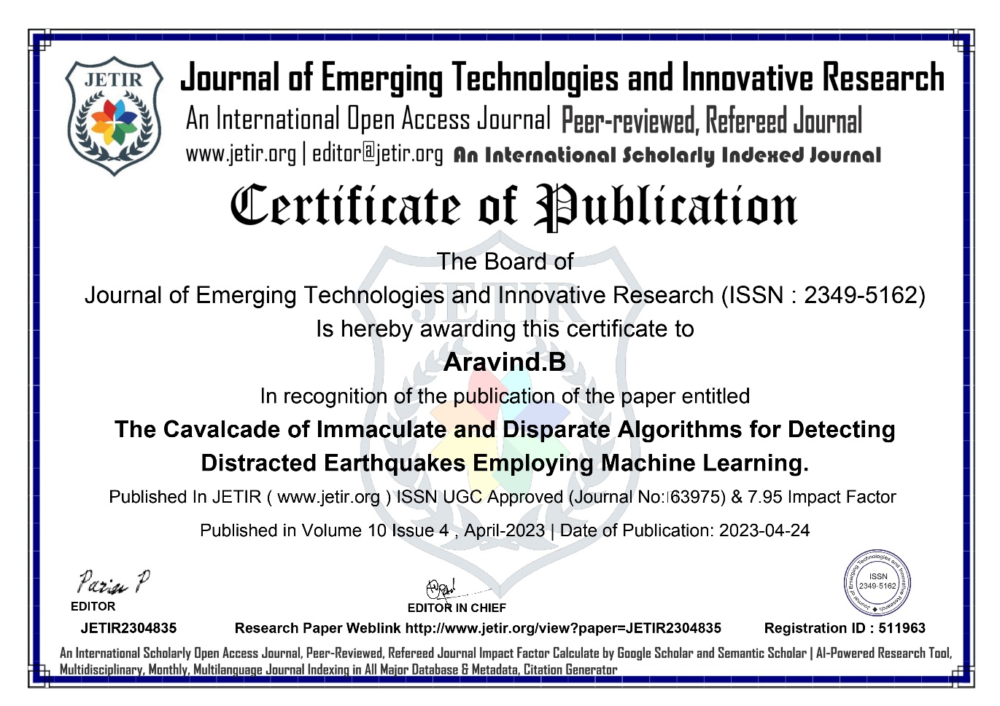 JETIR
Journal of Emerging Technologies and Innovative Research
An International Open Access Journal Peer-reviewed, Refereed Journal
www.jetir.org | editor@jetir.org An International Scholarly Indexed Journal
Certificate of Publication
JETIR
The Board of
Journal of Emerging Technologies and Innovative Research (ISSN : 2349-5162)
Is hereby awarding this certificate to
Aravind.B
In recognition of the publication of the paper entitled
The Cavalcade of Immaculate and Disparate Algorithms for Detecting
Distracted Earthquakes Employing Machine Learning.
Published In JETIR ( www.jetir.org ) ISSN UGC Approved (Journal No: 63975) & 7.95 Impact Factor
Published in Volume 10 Issue 4 , April-2023 | Date of Publication: 2023-04-24
EDITOR
EDITOR IN CHIEF
Journal of Emerging Technologies and Innovative Research
ISSN
2349-5162
JETIR2304835
Research Paper Weblink http://www.jetir.org/view?paper=JETIR2304835
Registration ID : 511963
An International Scholarly Open Access Journal, Peer-Reviewed, Refereed Journal Impact Factor Calculate by Google Scholar and Semantic Scholar | AI-Powered Research Tool,
Multidisciplinary, Monthly, Multilanguage Journal Indexing in All Major Database & Metadata, Citation Generator